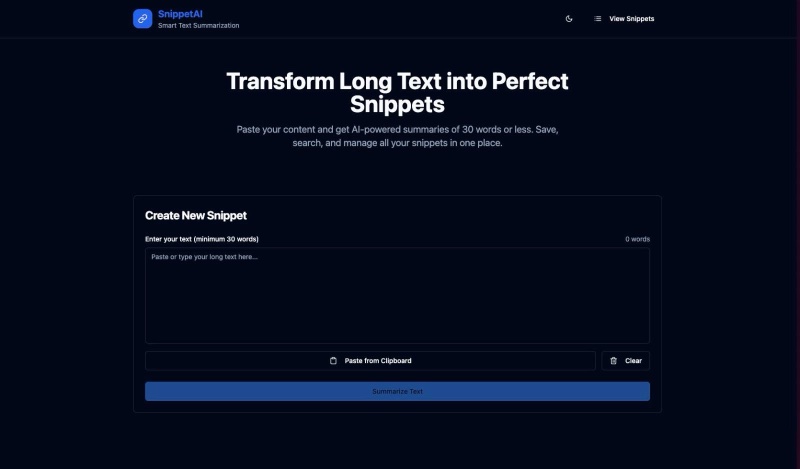 SnippetAI
Smart Text Summarization
View Snippets
Transform Long Text into Perfect
Snippets
Paste your content and get AI-powered summaries of 30 words or less. Save,
search, and manage all your snippets in one place.
Create New Snippet
Enter your text (minimum 30 words)
0 words
Paste or type your long text here...
Paste from Clipboard
Clear
Summarize Text